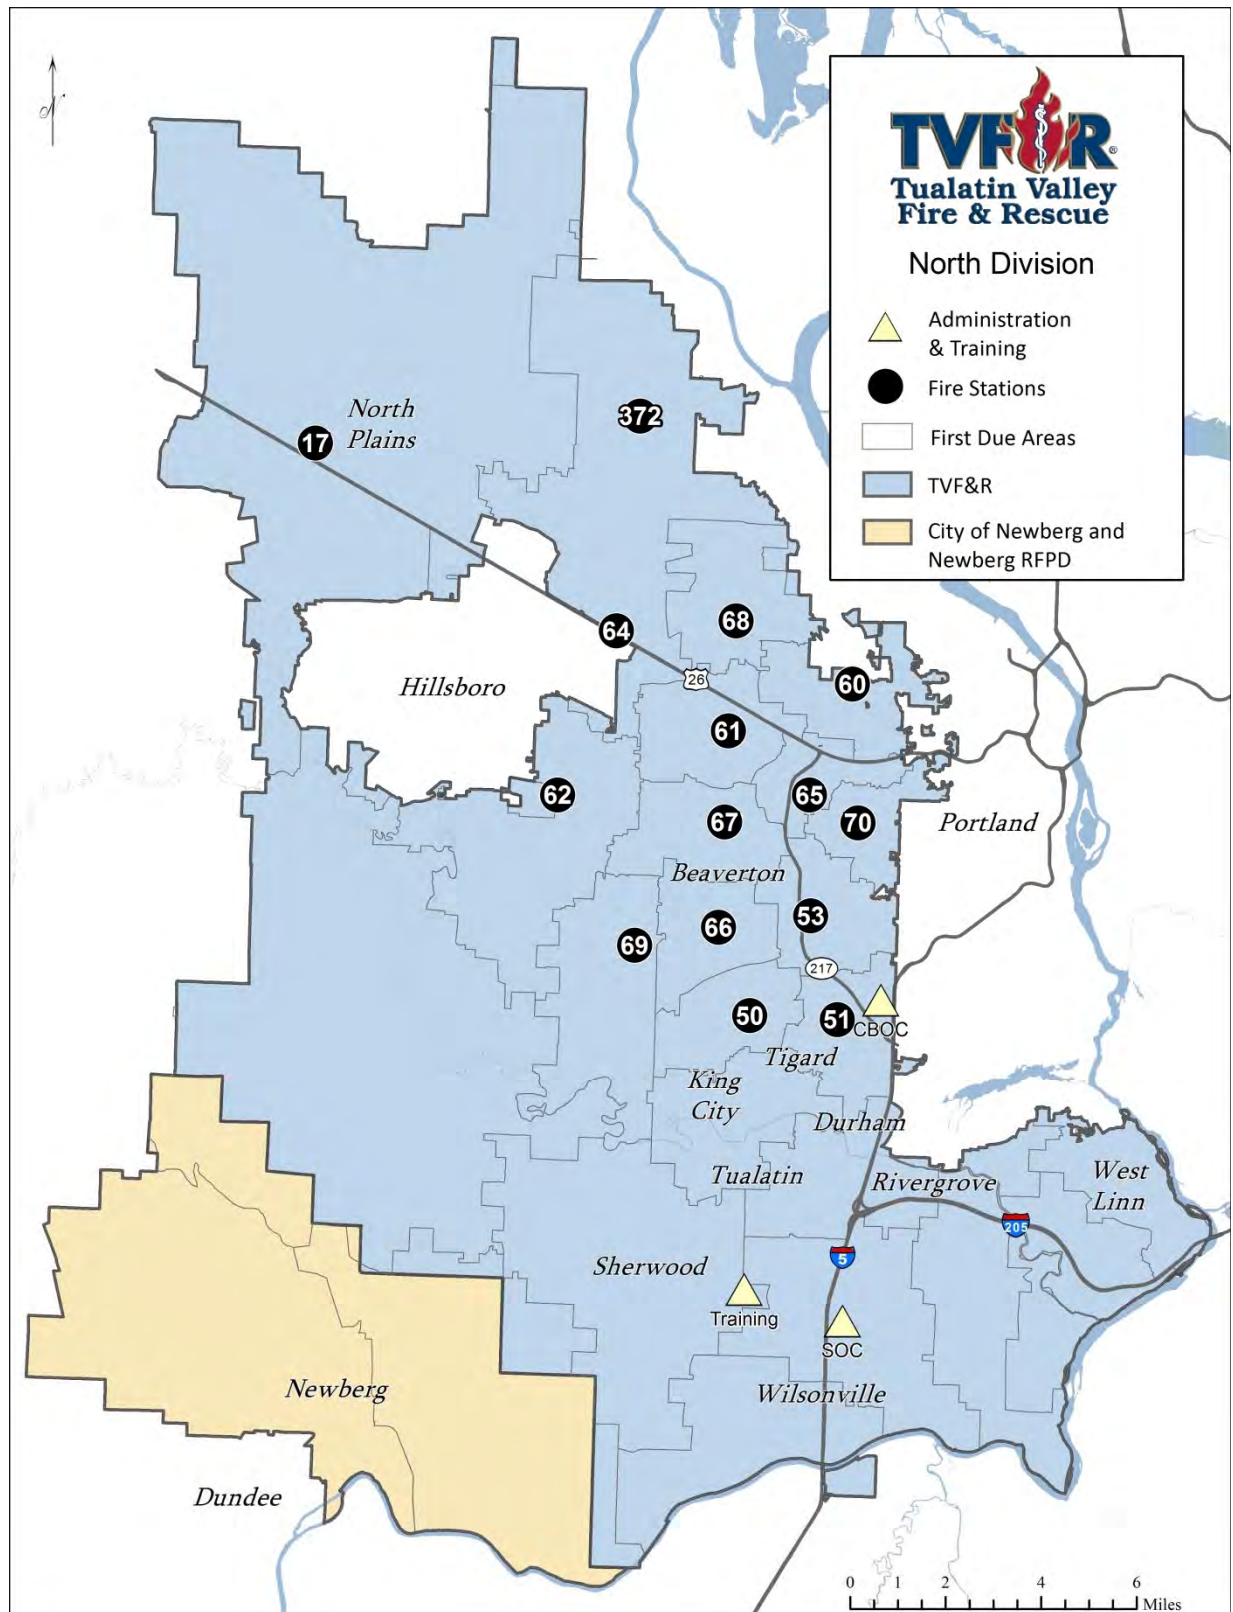 N
TVF&R®
Tualatin Valley
Fire & Rescue
North Division
Administration
& Training
Fire Stations
First Due Areas
TVF&R
City of Newberg and
Newberg RFPD
North
Plains
17
372
64
68
26
60
Hillsboro
61
62
65
67
70
Portland
Beaverton
53
66
69
217
50
51
CBOC
Tigard
King
City
Durham
Tualatin
Rivergrove
West
Linn
205
5
Sherwood
Training
SOC
Newberg
Wilsonville
Dundee
0 1 2 4 6
Miles